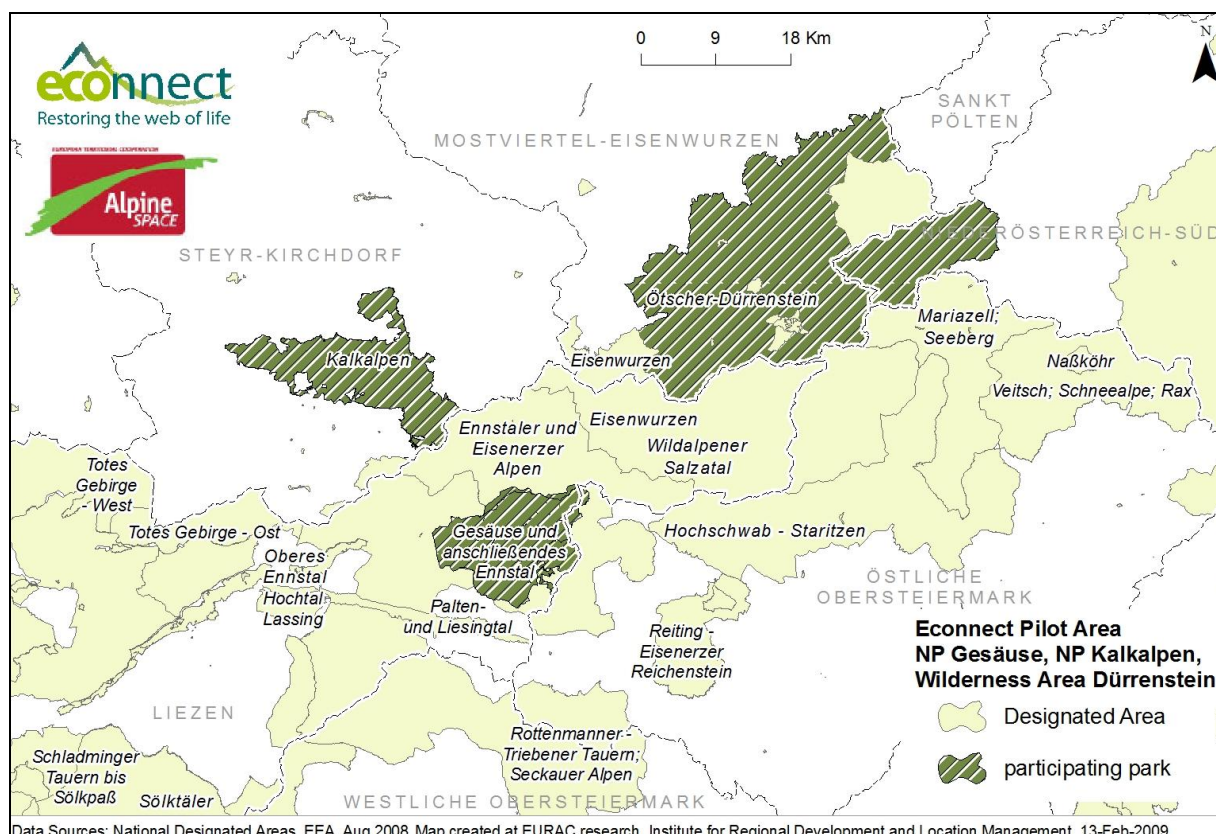 econnect
Restoring the web of life
EUROPEAN TERRITORIAL COOPERATION
Alpine
SPACE
0 9 18 Km
N
SANKT
PÖLTEN
MOSTVIERTEL-EISENWURZEN
NIEDERÖSTERREICH-SÜD
STEYR-KIRCHDORF
Ötscher-Dürrenstein
Mariazell;
Seeberg
Kalkalpen
Eisenwurzen
Naßköhr
Veitsch; Schneealpe; Rax
Ennstaler und
Eisenerzer
Alpen
Eisenwurzen
Wildalpener
Salzatal
Totes
Gebirge
- West
Totes Gebirge - Ost
Gesäuse und
anschließendes
Ennstal
Hochschwab - Staritzen
Oberes
Ennstal
Hochtal
Lassing
Palten-
und Liesingtal
ÖSTLICHE
OBERSTEIERMARK
Reiting -
Eisenerzer
Reichenstein
Econnect Pilot Area
NP Gesäuse, NP Kalkalpen,
Wilderness Area Dürrenstein
Designated Area
participating park
LIEZEN
Schladminger
Tauern bis
Sölkpaß
Sölktäler
Rottenmanner -
Triebener Tauern;
Seckauer Alpen
WESTLICHE OBERSTEIERMARK
Data Sources: National Designated Areas, EEA, Aug 2008. Map created at EURAC research, Institute for Regional Development and Location Management, 13-Feb-2009